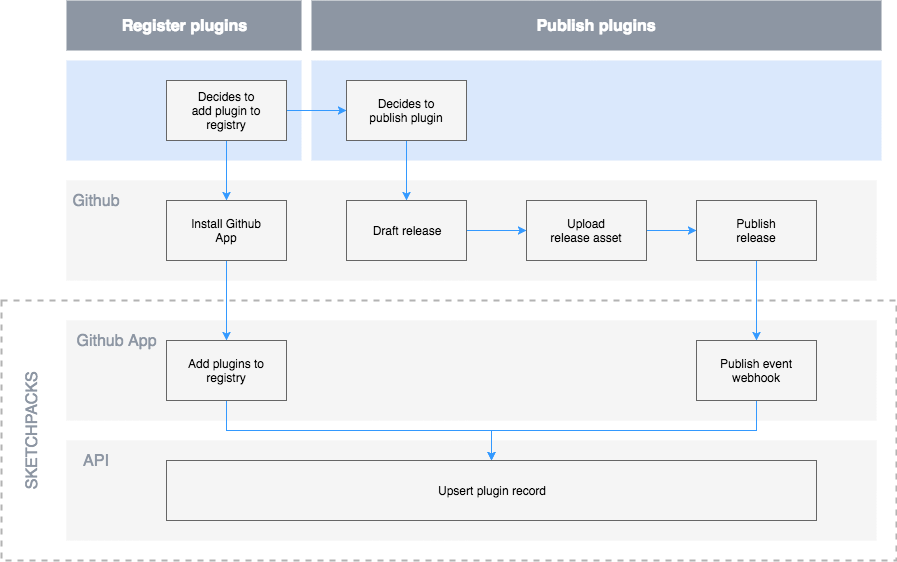 Register plugins
Publish plugins
Decides to
add plugin to
registry
Decides to
publish plugin
Github
Install Github
App
Draft release
Upload
release asset
Publish
release
SKETCHPACKS
Github App
Add plugins to
registry
Publish event
webhook
API
Upsert plugin record